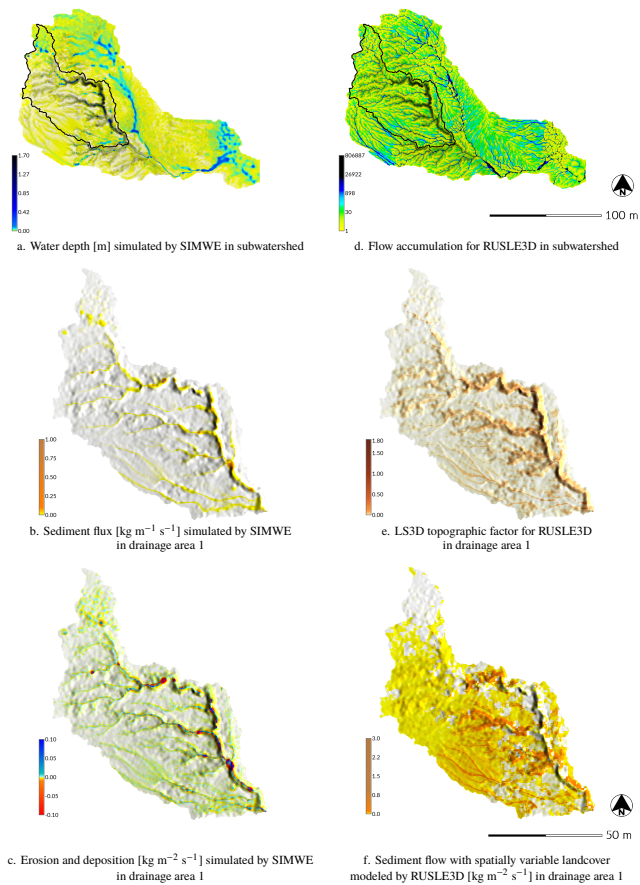 1.70
1.27
0.85
0.42
0.00
a. Water depth [m] simulated by SIMWE in subwatershed
806887
26922
898
30
1
N
100 m
d. Flow accumulation for RUSLE3D in subwatershed
1.00
0.75
0.50
0.25
0.00
b. Sediment flux [kg m⁻¹ s⁻¹] simulated by SIMWE
in drainage area 1
1.80
1.50
1.00
0.50
0.00
e. LS3D topographic factor for RUSLE3D
in drainage area 1
0.10
0.05
0.00
-0.05
-0.10
c. Erosion and deposition [kg m⁻² s⁻¹] simulated by SIMWE
in drainage area 1
3.0
2.2
1.5
0.8
0.0
N
50 m
f. Sediment flow with spatially variable landcover
modeled by RUSLE3D [kg m⁻² s⁻¹] in drainage area 1